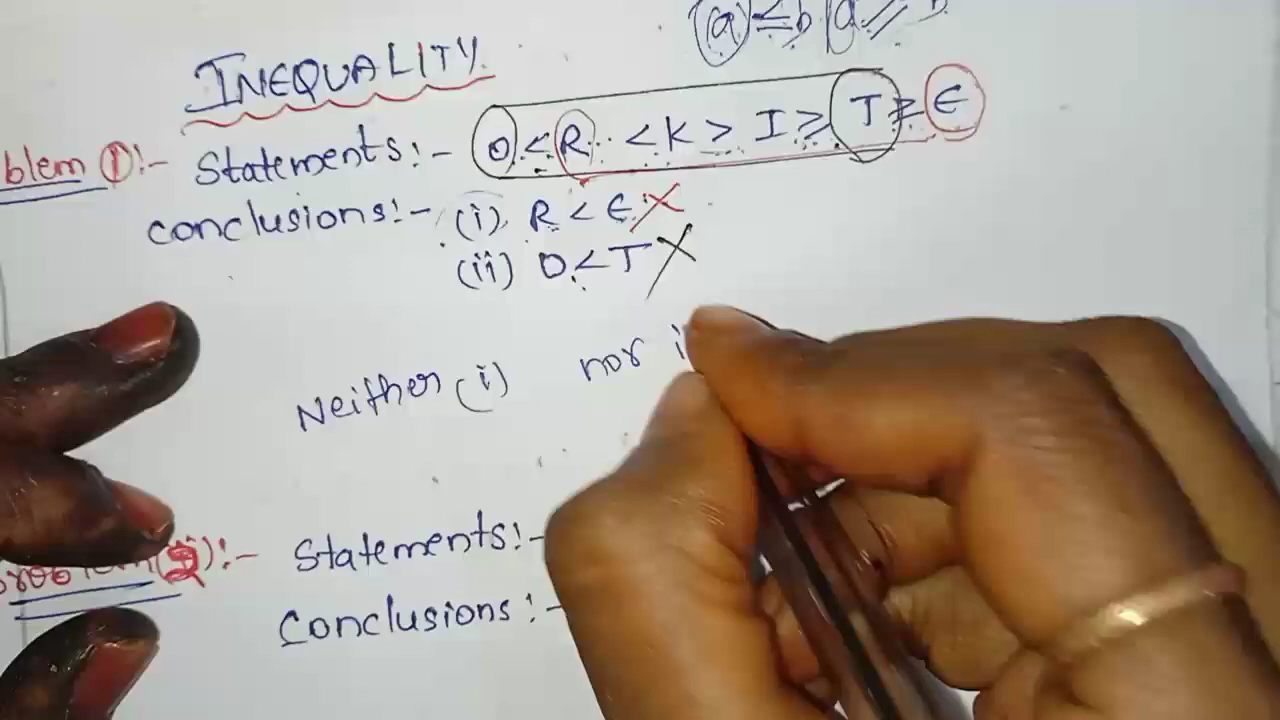 (a) ≤ b | a
INEQUALITY
blem (1):- Statements:- O < R < K > I ≥ T ≥ E
Conclusions:- (i) R < E ✗
(ii) O < T ✗
Neither (i) nor i
Statements:-
Conclusions:-